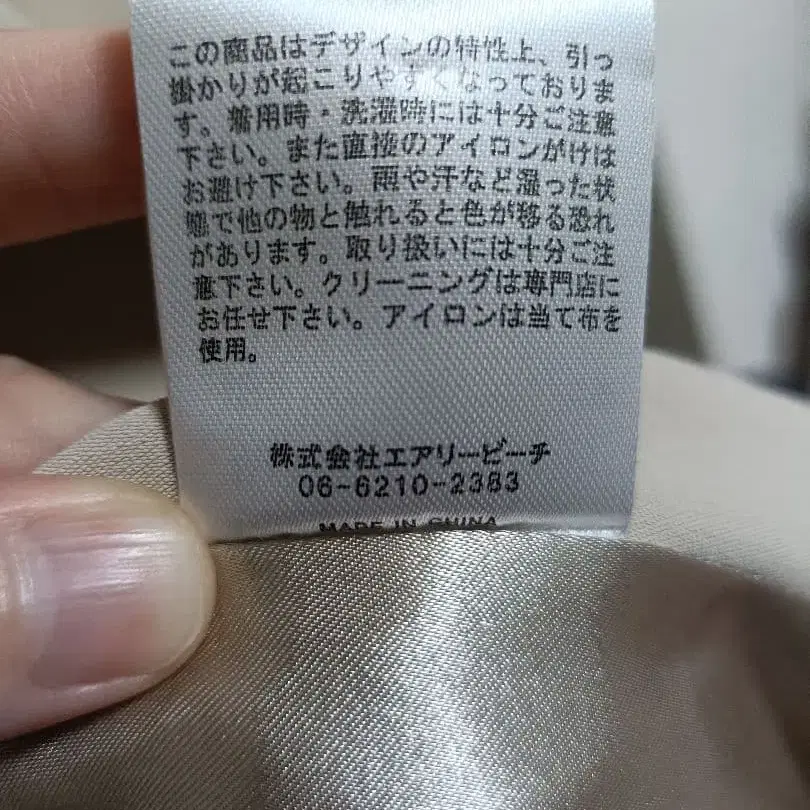 この商品はデザインの特性上、引っ
掛かりが起こりやすくなっておりま
す。着用時・洗濯時には十分ご注意
下さい。また直接のアイロンがけは
お避け下さい。雨や汗など湿った状
態で他の物と触れると色が移る恐れ
があります。取り扱いには十分ご注
意下さい。クリーニングは専門店に
お任せ下さい。アイロンは当て布を
使用。
株式会社エアリービーチ
06-6210-2383
MADE IN CHINA